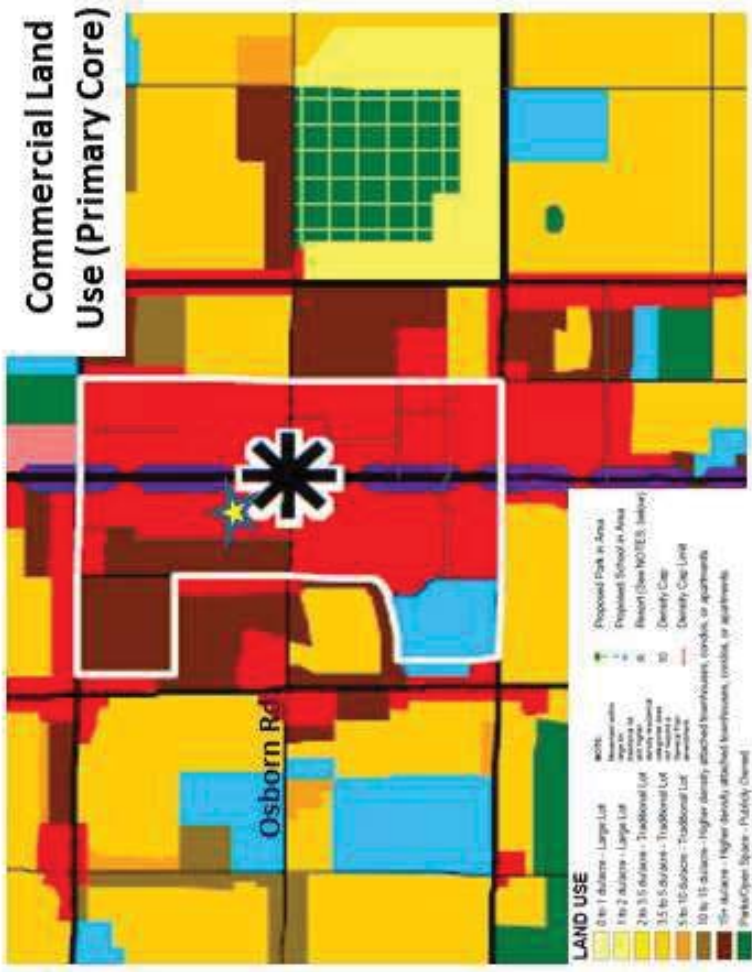 Commercial Land
Use (Primary Core)
Osborn Rd
LAND USE
0 to 1 du/acre - Large Lot
1 to 2 du/acre - Large Lot
2 to 3.5 du/acre - Traditional Lot
3.5 to 5 du/acre - Traditional Lot
5 to 10 du/acre - Traditional Lot
10 to 15 du/acre - Higher density attached townhouses, condos, or apartments
15+ du/acre - Higher density attached townhouses, condos, or apartments
Parks/Open Space - Publicly Owned
NOTE:
Proposed Park in Area
Proposed School in Area
Resort (See NOTES, below)
Density Cap
Density Cap Limit